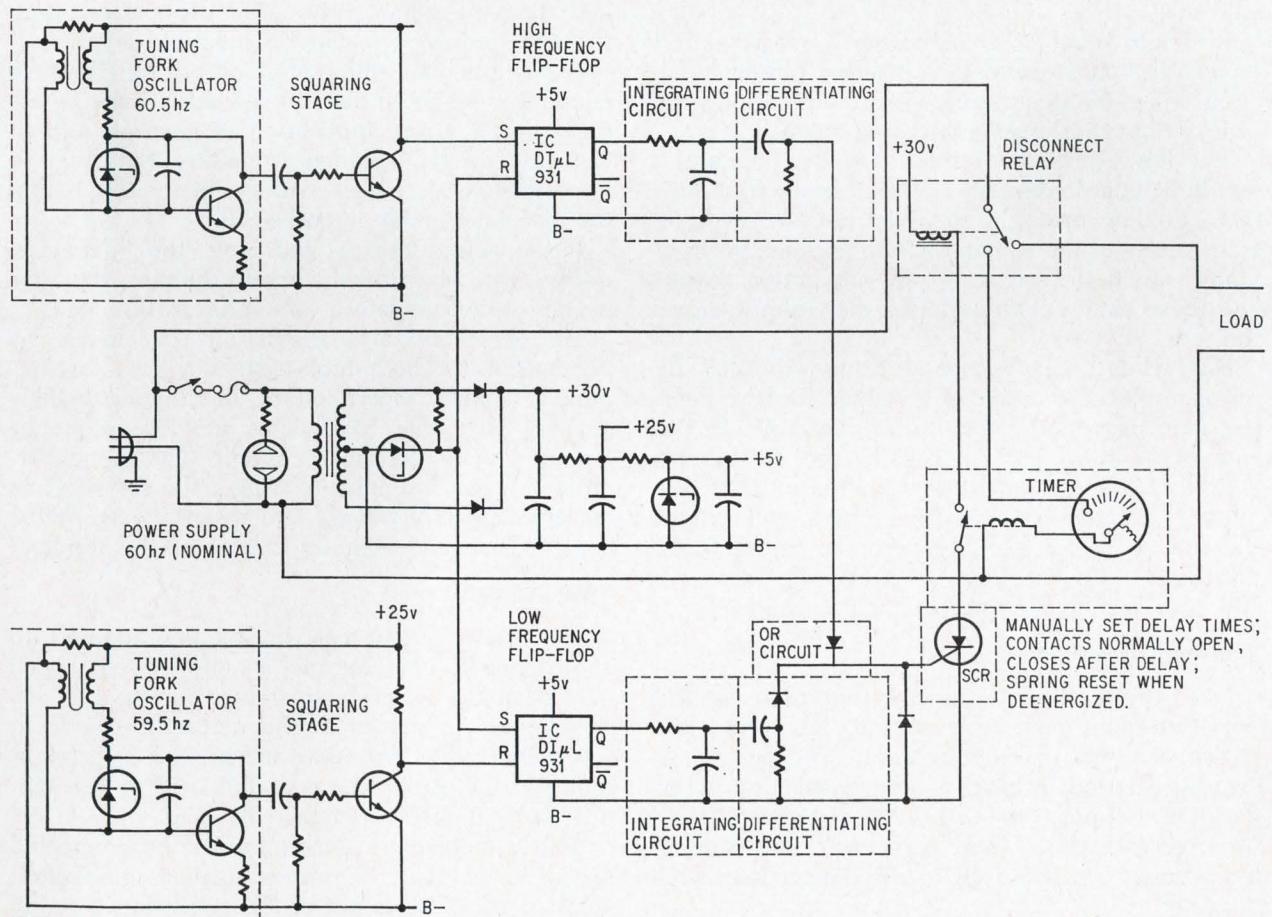 TUNING
FORK
OSCILLATOR
60.5 hz
SQUARING
STAGE
HIGH
FREQUENCY
FLIP-FLOP
+5v
S
R
IC
DTμL
931
Q
Q̅
B-
INTEGRATING
CIRCUIT
DIFFERENTIATING
CIRCUIT
+30v
DISCONNECT
RELAY
B-
LOAD
+30v
+25v
+5v
B-
POWER SUPPLY
60hz (NOMINAL)
TIMER
+25v
TUNING
FORK
OSCILLATOR
59.5 hz
SQUARING
STAGE
LOW
FREQUENCY
FLIP-FLOP
+5v
S
R
IC
DIμL
931
Q
Q̅
B-
OR
CIRCUIT
INTEGRATING
CIRCUIT
DIFFERENTIATING
CIRCUIT
SCR
MANUALLY SET DELAY TIMES;
CONTACTS NORMALLY OPEN,
CLOSES AFTER DELAY;
SPRING RESET WHEN
DEENERGIZED.
B-